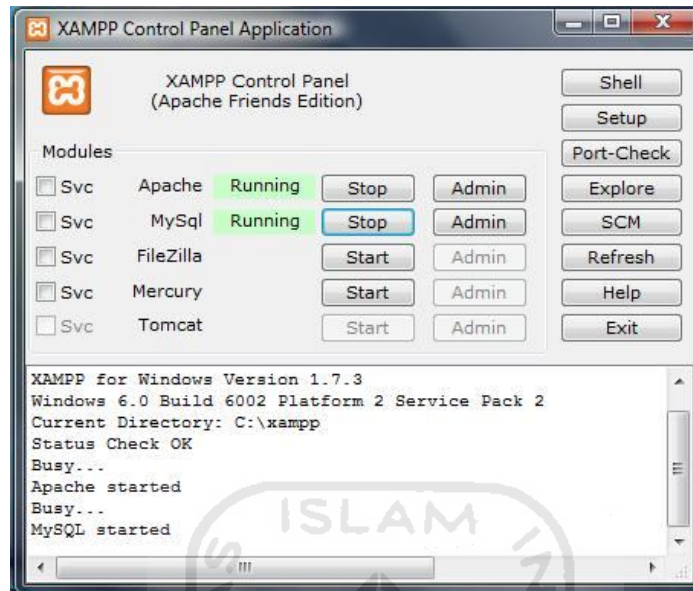 XAMPP Control Panel Application
XAMPP Control Panel
(Apache Friends Edition)
Shell
Setup
Modules
Port-Check
Svc Apache Running Stop Admin Explore
Svc MySql Running Stop Admin SCM
Svc FileZilla Start Admin Refresh
Svc Mercury Start Admin Help
Svc Tomcat Start Admin Exit
XAMPP for Windows Version 1.7.3
Windows 6.0 Build 6002 Platform 2 Service Pack 2
Current Directory: C:\xampp
Status Check OK
Busy...
Apache started
Busy...
MySQL started
ISLAM